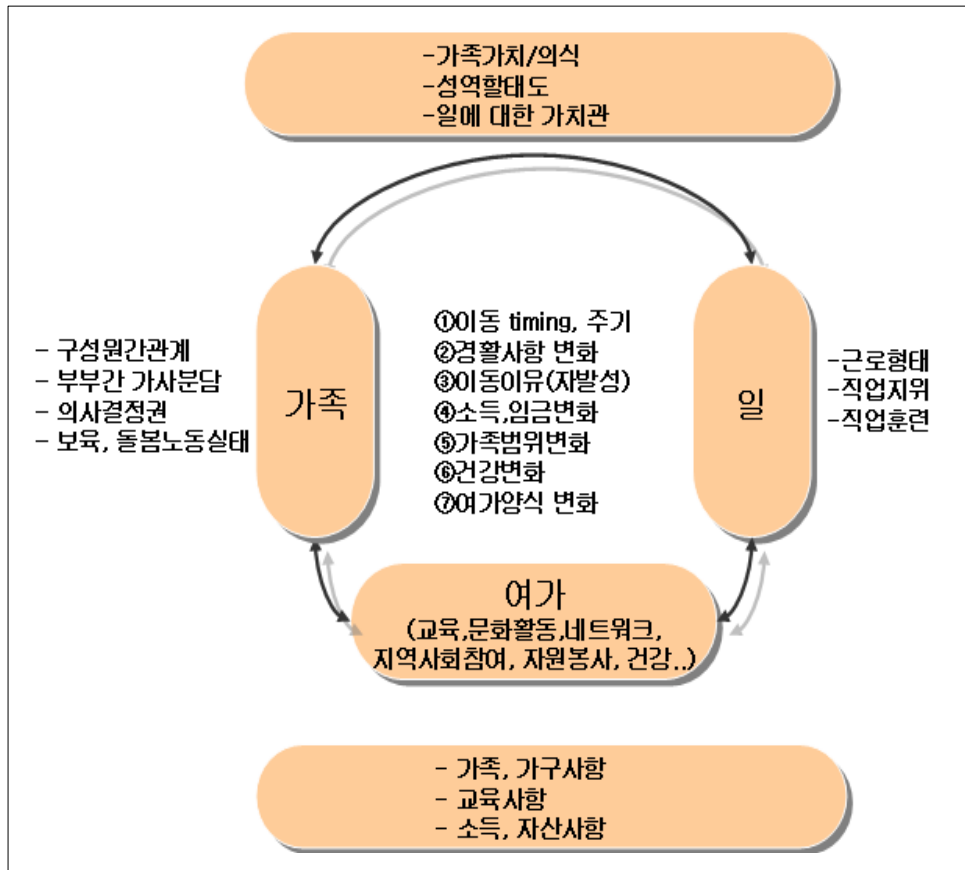 -가족가치/의식
-성역할태도
-일에 대한 가치관
- 구성원간관계
- 부부간 가사분담
- 의사결정권
- 보육, 돌봄노동실태
가족
①이동 timing, 주기
②경활사항 변화
③이동이유(자발성)
④소득,임금변화
⑤가족범위변화
⑥건강변화
⑦여가양식 변화
일
-근로형태
-직업지위
-직업훈련
여가
(교육,문화활동,네트워크,
지역사회참여, 자원봉사, 건강..)
- 가족, 가구사항
- 교육사항
- 소득, 자산사항